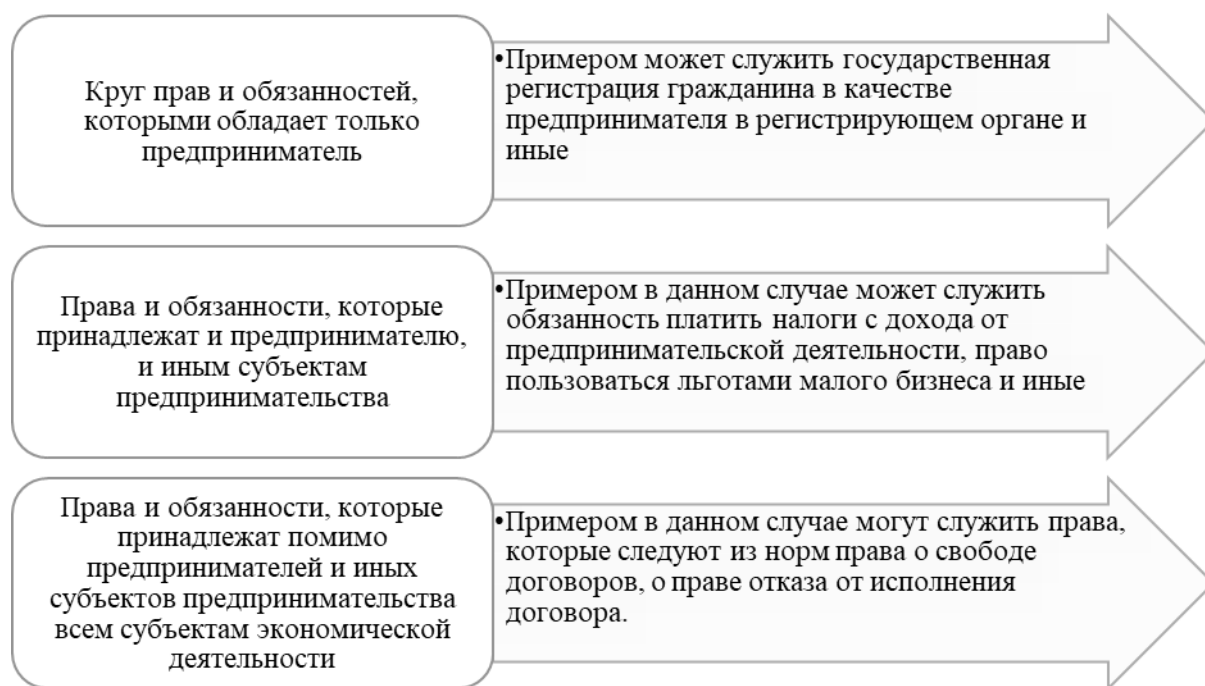 Круг прав и обязанностей,
которыми обладает только
предприниматель
•Примером может служить государственная
регистрация гражданина в качестве
предпринимателя в регистрирующем органе и
иные
Права и обязанности, которые
принадлежат и предпринимателю,
и иным субъектам
предпринимательства
•Примером в данном случае может служить
обязанность платить налоги с дохода от
предпринимательской деятельности, право
пользоваться льготами малого бизнеса и иные
Права и обязанности, которые
принадлежат помимо
предпринимателей и иных
субъектов предпринимательства
всем субъектам экономической
деятельности
•Примером в данном случае могут служить права,
которые следуют из норм права о свободе
договоров, о праве отказа от исполнения
договора.